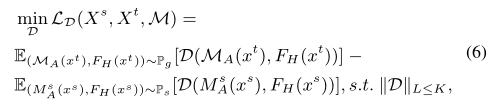 min_𝒟 ℒ_𝒟(X^s, X^t, ℳ) =
𝔼_{(ℳ_A(x^t),F_H(x^t))∼ℙ_g}[𝒟(ℳ_A(x^t), F_H(x^t))] −
(6)
𝔼_{(M_A^s(x^s),F_H(x^s))∼ℙ_s}[𝒟(M_A^s(x^s), F_H(x^s))], s.t. ‖𝒟‖_{L≤K},